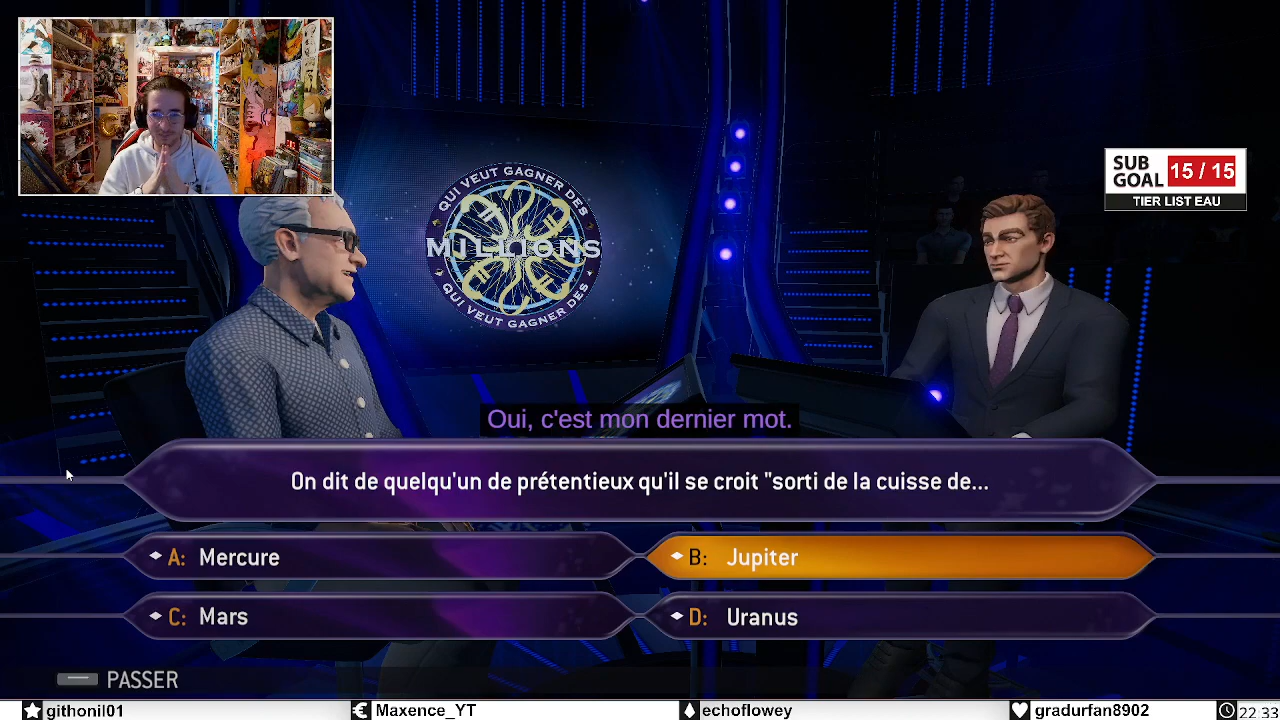 QUI VEUT GAGNER DES
MILLIONS
QUI VEUT GAGNER DES
SUB
GOAL
15 / 15
TIER LIST EAU
Oui, c'est mon dernier mot.
On dit de quelqu'un de prétentieux qu'il se croit "sorti de la cuisse de...
A: Mercure
B: Jupiter
C: Mars
D: Uranus
PASSER
githonil01
Maxence_YT
echoflowey
gradurfan8902
22:33